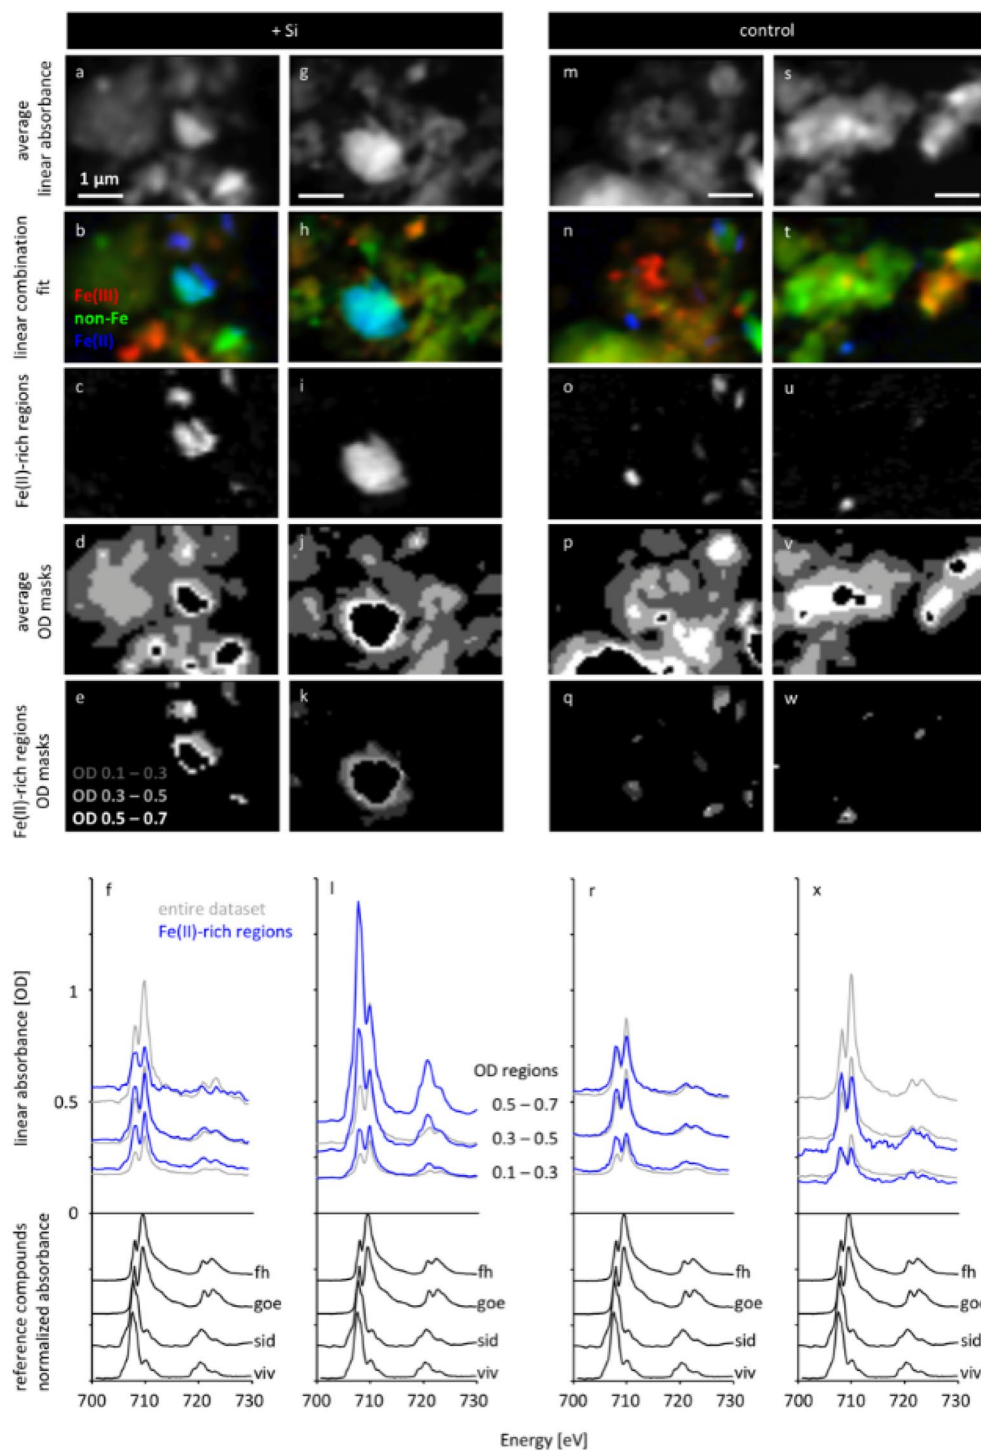 + Si
control
average
linear absorbance
a
g
m
s
1 µm
linear combination
fit
b
h
n
t
Fe(III)
non-Fe
Fe(II)
Fe(II)-rich regions
c
i
o
u
average
OD masks
d
j
p
v
Fe(II)-rich regions
OD masks
e
k
q
w
OD 0.1 – 0.3
OD 0.3 – 0.5
OD 0.5 – 0.7
f
l
r
x
entire dataset
Fe(II)-rich regions
linear absorbance [OD]
1
0.5
0
OD regions
0.5 – 0.7
0.3 – 0.5
0.1 – 0.3
reference compounds
normalized absorbance
fh
goe
sid
viv
fh
goe
sid
viv
fh
goe
sid
viv
fh
goe
sid
viv
700
710
720
730
700
710
720
730
700
710
720
730
700
710
720
730
Energy [eV]